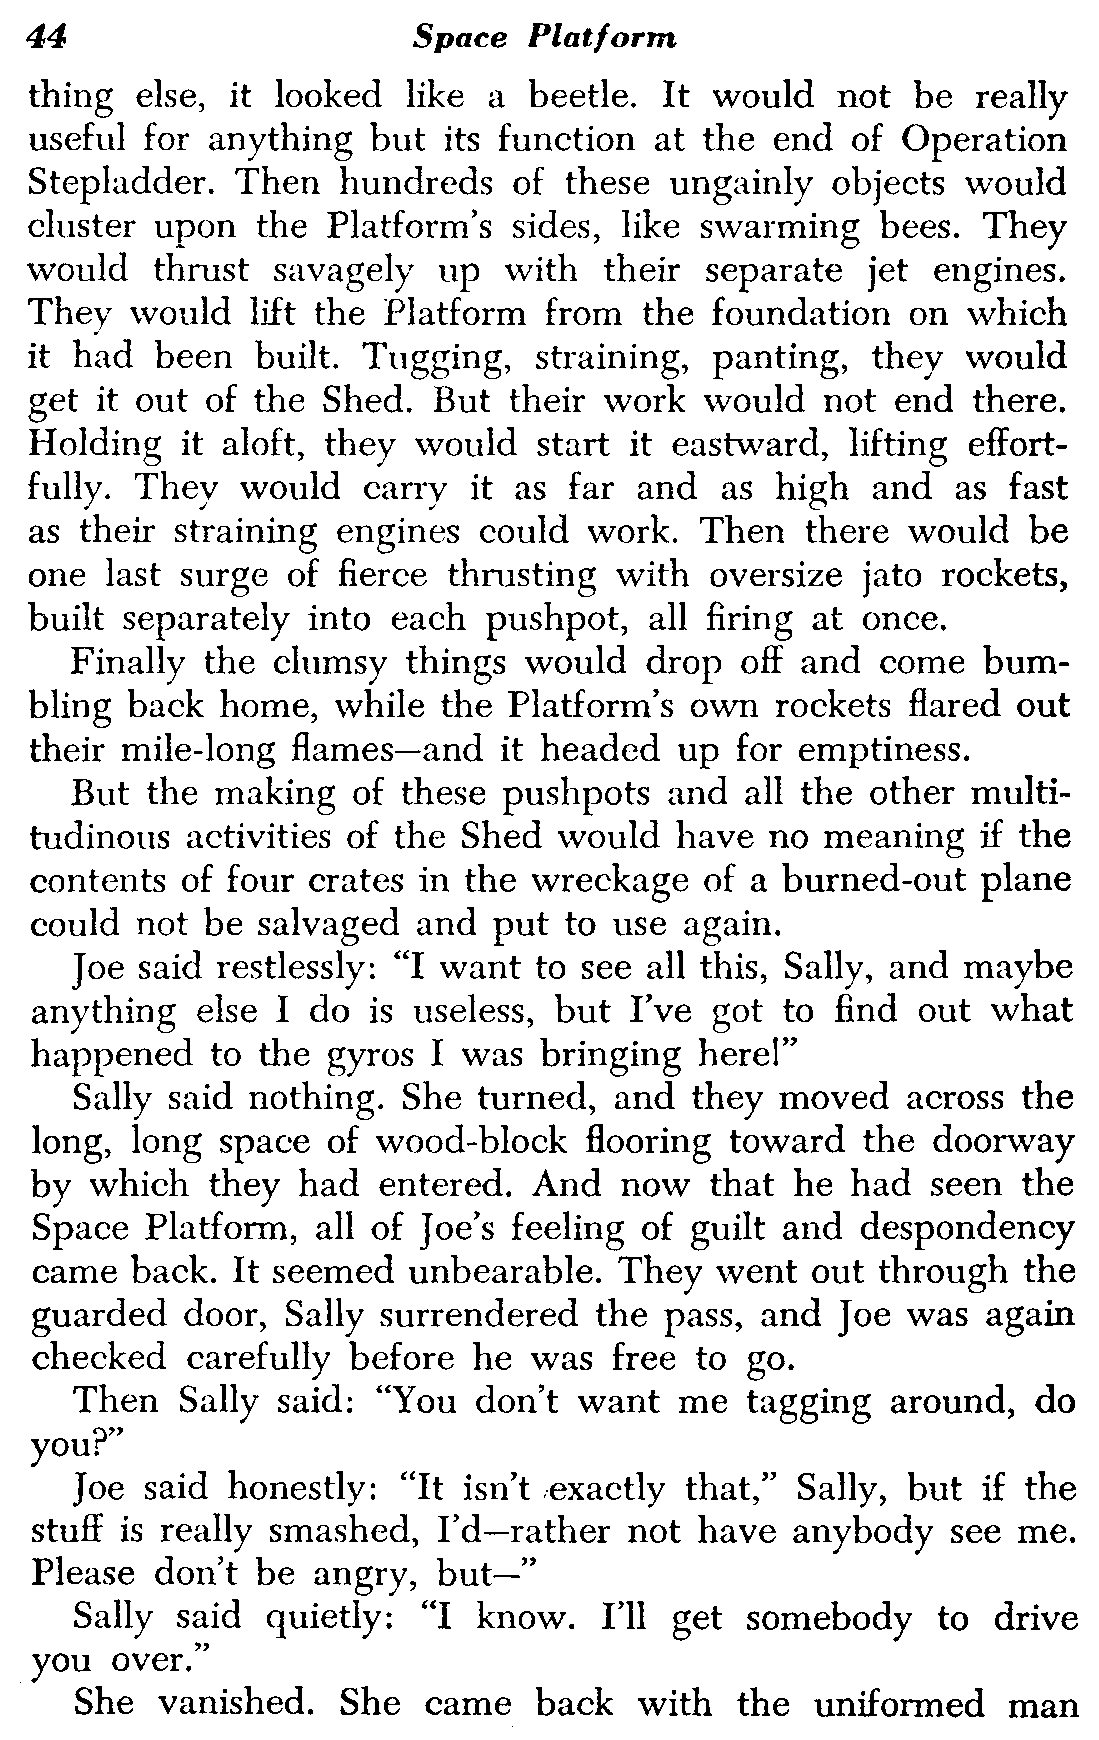 44 Space Platform
thing else, it looked like a beetle. It would not be really
useful for anything but its function at the end of Operation
Stepladder. Then hundreds of these ungainly objects would
cluster upon the Platform's sides, like swarming bees. They
would thrust savagely up with their separate jet engines.
They would lift the Platform from the foundation on which
it had been built. Tugging, straining, panting, they would
get it out of the Shed. But their work would not end there.
Holding it aloft, they would start it eastward, lifting effort-
fully. They would carry it as far and as high and as fast
as their straining engines could work. Then there would be
one last surge of fierce thrusting with oversize jato rockets,
built separately into each pushpot, all firing at once.
Finally the clumsy things would drop off and come bum-
bling back home, while the Platform's own rockets flared out
their mile-long flames—and it headed up for emptiness.
But the making of these pushpots and all the other multi-
tudinous activities of the Shed would have no meaning if the
contents of four crates in the wreckage of a burned-out plane
could not be salvaged and put to use again.
Joe said restlessly: “I want to see all this, Sally, and maybe
anything else I do is useless, but I've got to find out what
happened to the gyros I was bringing here!”
Sally said nothing. She turned, and they moved across the
long, long space of wood-block flooring toward the doorway
by which they had entered. And now that he had seen the
Space Platform, all of Joe's feeling of guilt and despondency
came back. It seemed unbearable. They went out through the
guarded door, Sally surrendered the pass, and Joe was again
checked carefully before he was free to go.
Then Sally said: “You don't want me tagging around, do
you?”
Joe said honestly: “It isn't exactly that,” Sally, but if the
stuff is really smashed, I'd—rather not have anybody see me.
Please don't be angry, but—”
Sally said quietly: “I know. I'll get somebody to drive
you over.”
She vanished. She came back with the uniformed man